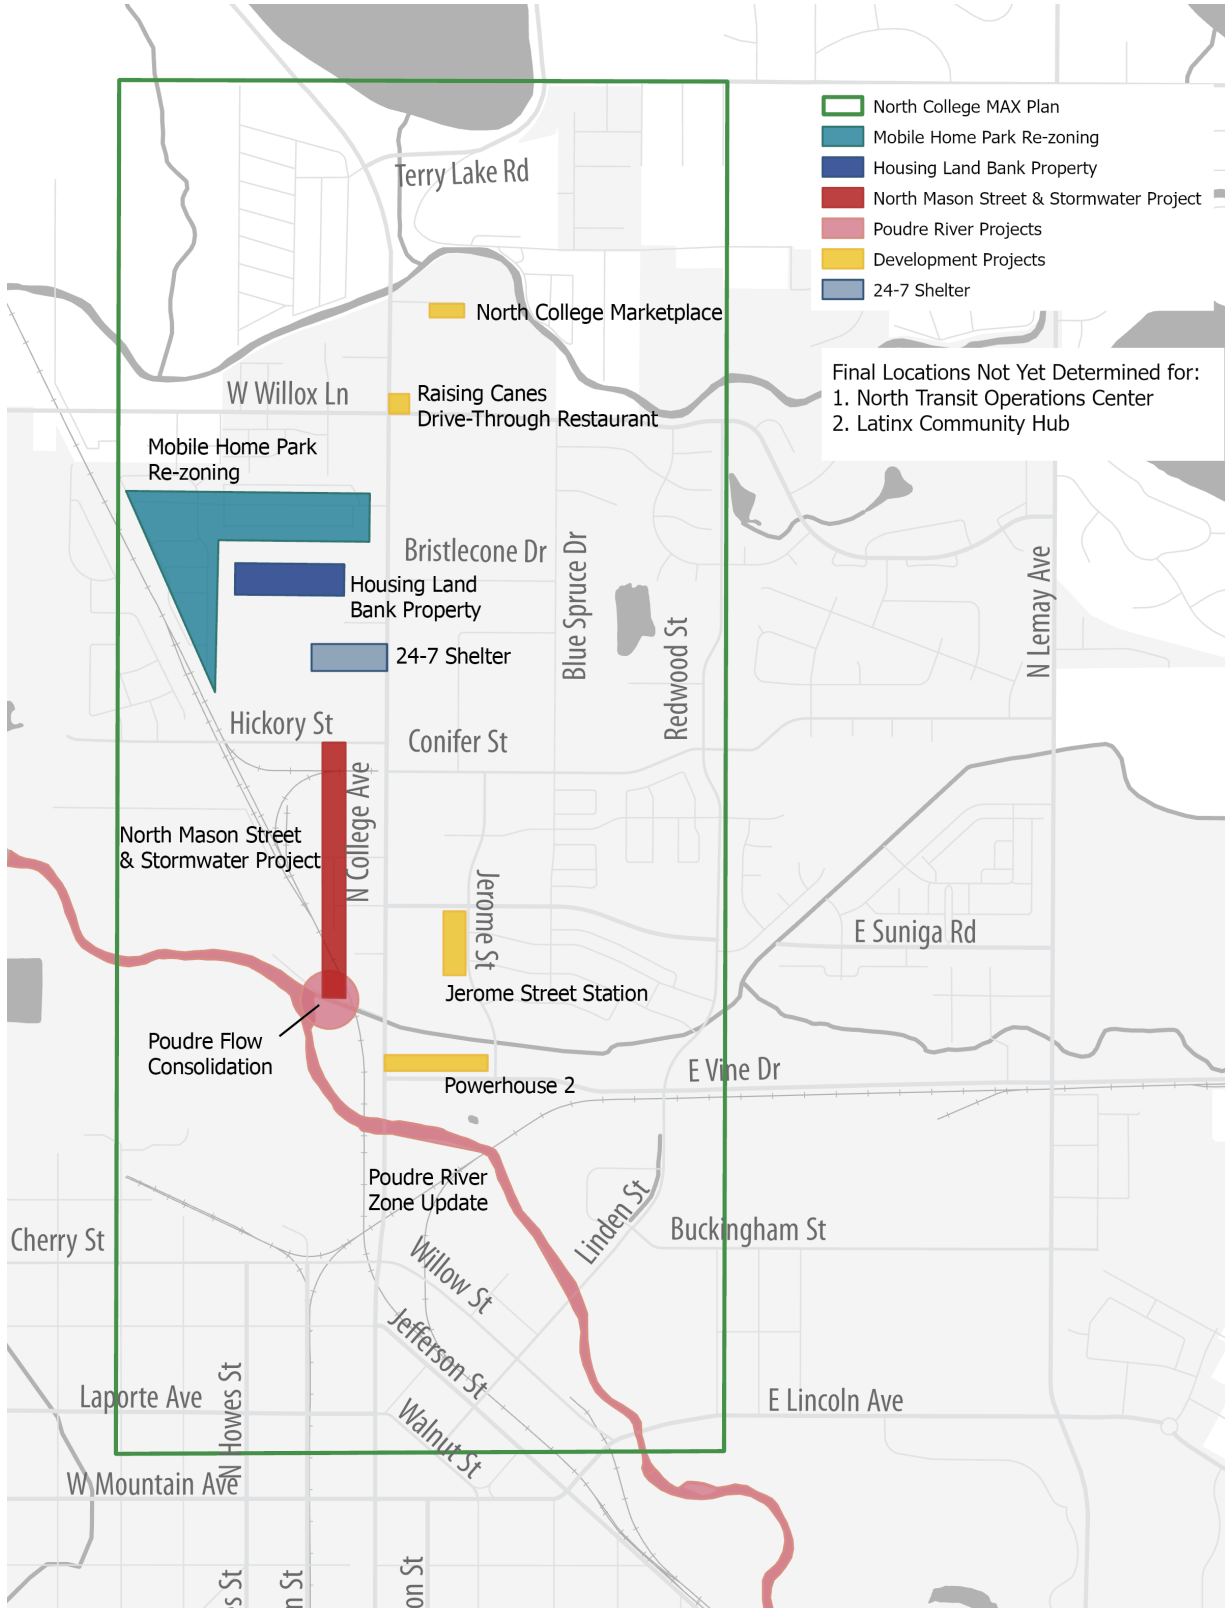 North College MAX Plan
Mobile Home Park Re-zoning
Housing Land Bank Property
North Mason Street & Stormwater Project
Poudre River Projects
Development Projects
24-7 Shelter
Final Locations Not Yet Determined for:
1. North Transit Operations Center
2. Latinx Community Hub
Terry Lake Rd
North College Marketplace
W Willox Ln
Raising Canes
Drive-Through Restaurant
Mobile Home Park
Re-zoning
Bristlecone Dr
Blue Spruce Dr
Redwood St
N Lemay Ave
Housing Land
Bank Property
24-7 Shelter
Hickory St
Conifer St
N College Ave
North Mason Street
& Stormwater Project
Jerome St
E Suniga Rd
Jerome Street Station
Poudre Flow
Consolidation
E Vine Dr
Powerhouse 2
Poudre River
Zone Update
Linden St
Buckingham St
Cherry St
Willow St
Jefferson St
Laporte Ave
N Howes St
Walnut St
E Lincoln Ave
W Mountain Ave
s St
n St
on St